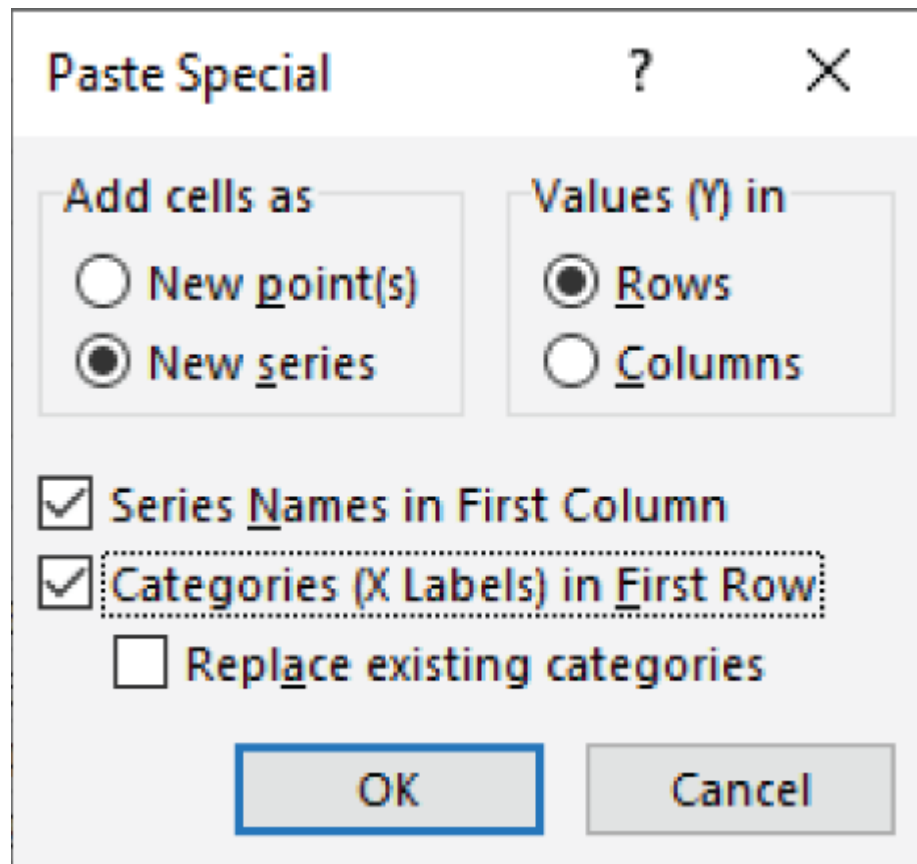 Paste Special ?
Add cells as
New point(s)
New series
Values (Y) in
Rows
Columns
Series Names in First Column
Categories (X Labels) in First Row
Replace existing categories
OK
Cancel